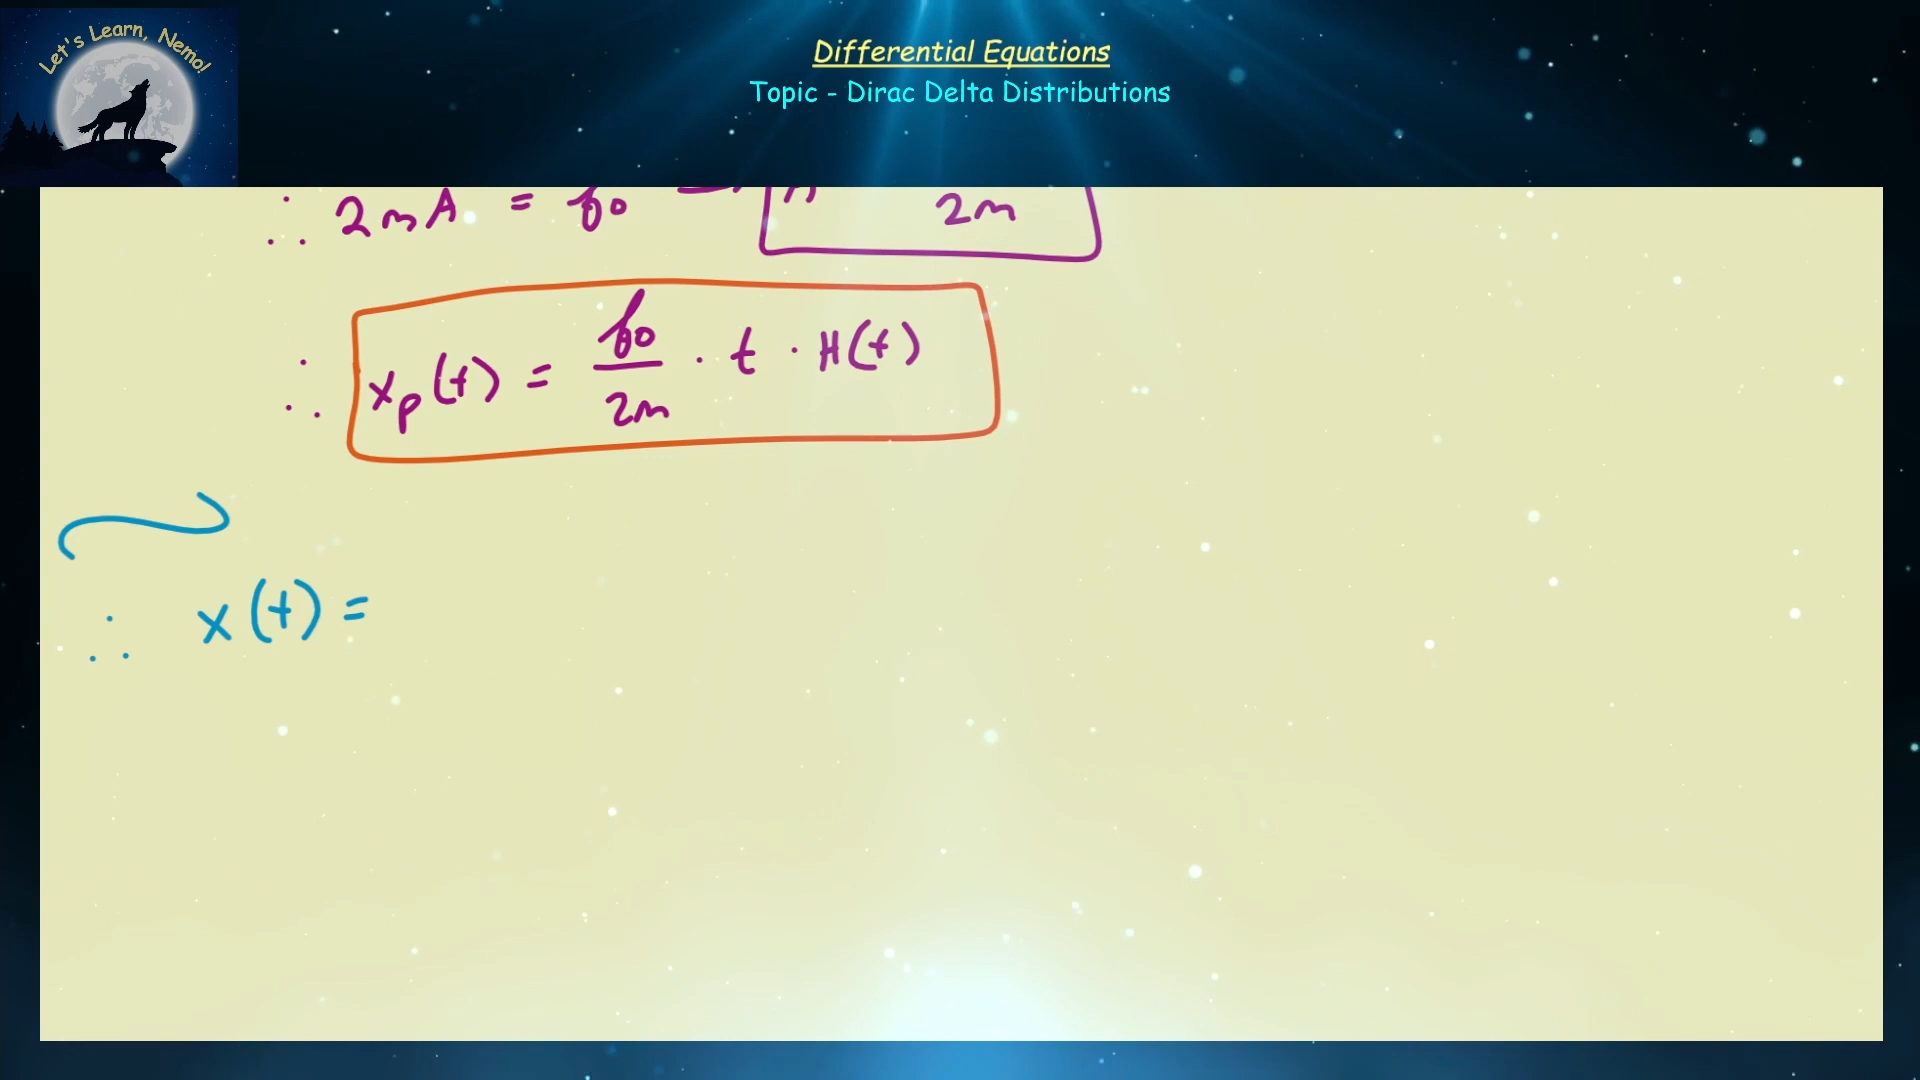 Let's Learn, Nemo!
Differential Equations
Topic - Dirac Delta Distributions
∴ 2mA = f0
2m
∴ xp(t) = f0/2m · t · H(t)
∴ x(t) =